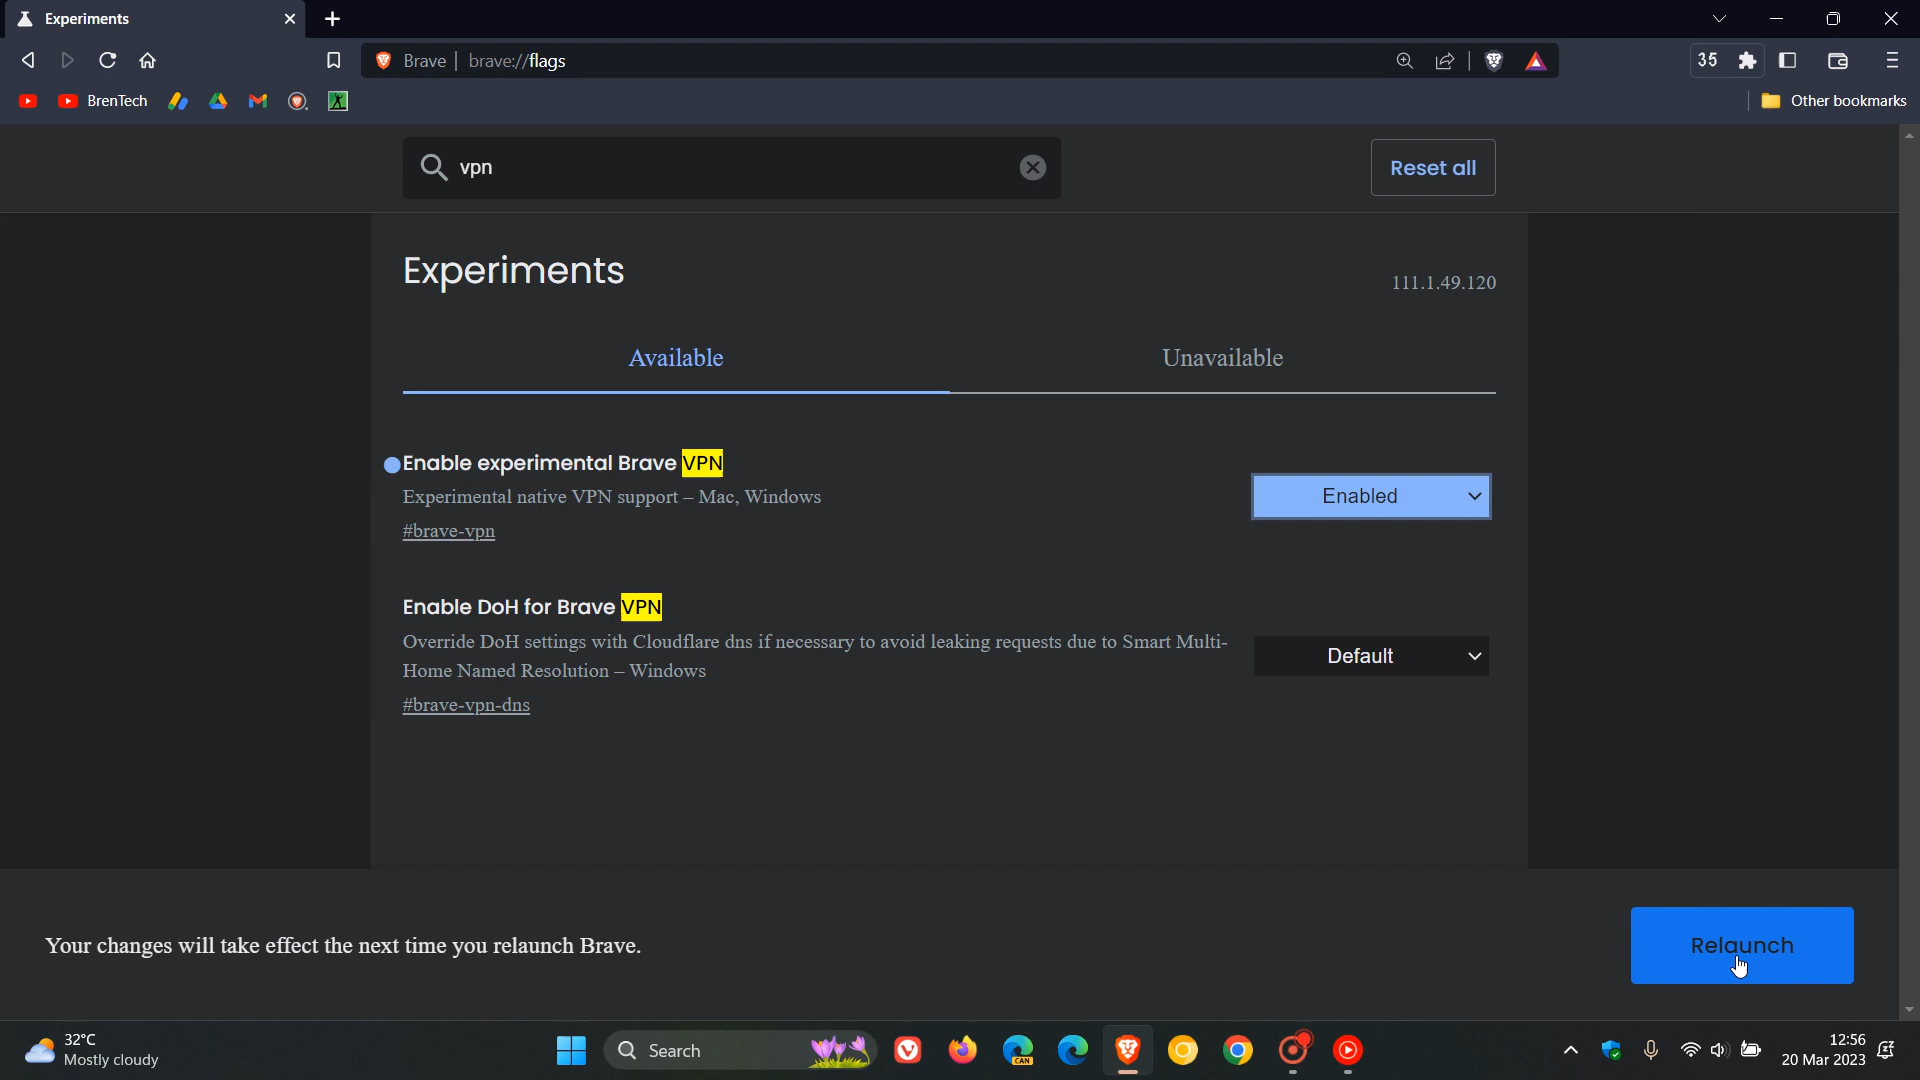 Experiments
Brave | brave://flags
35
BrenTech
Other bookmarks
vpn
Reset all
Experiments
111.1.49.120
Available
Unavailable
Enable experimental Brave VPN
Experimental native VPN support – Mac, Windows
Enabled
#brave-vpn
Enable DoH for Brave VPN
Override DoH settings with Cloudflare dns if necessary to avoid leaking requests due to Smart Multi-
Home Named Resolution – Windows
Default
#brave-vpn-dns
Your changes will take effect the next time you relaunch Brave.
Relaunch
32°C
Mostly cloudy
Search
CAN
12:56
20 Mar 2023